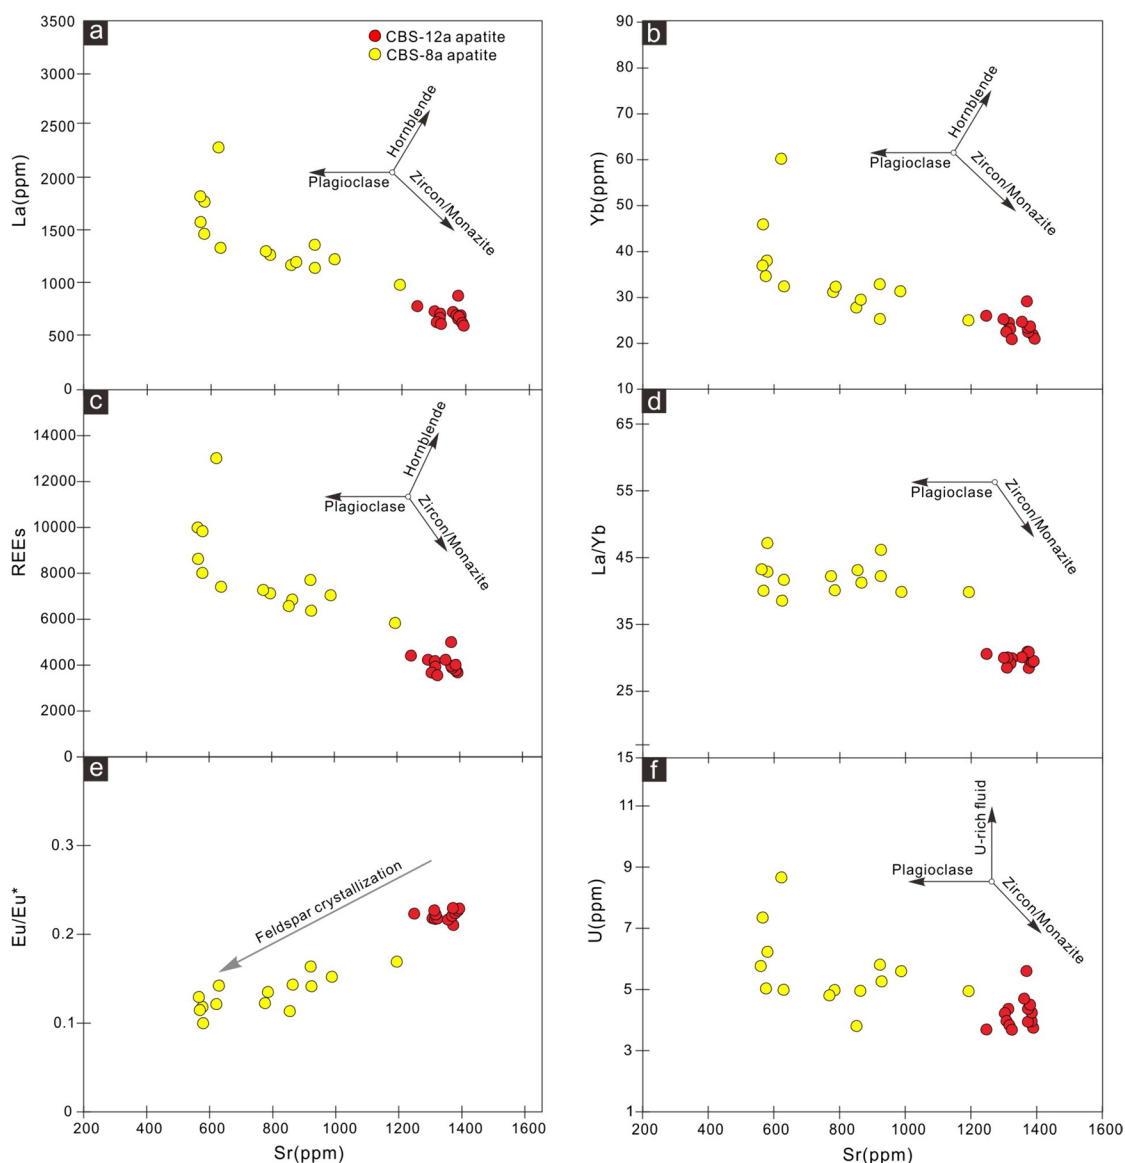 a
CBS-12a apatite
CBS-8a apatite
La(ppm)
3500
3000
2500
2000
1500
1000
500
0
Hornblende
Plagioclase
Zircon/Monazite
b
Yb(ppm)
90
80
70
60
50
40
30
20
10
Hornblende
Plagioclase
Zircon/Monazite
c
REEs
14000
12000
10000
8000
6000
4000
2000
0
Hornblende
Plagioclase
Zircon/Monazite
d
La/Yb
65
55
45
35
25
15
Plagioclase
Zircon/Monazite
e
Eu/Eu*
0.3
0.2
0.1
0
Feldspar crystallization
200
400
600
800
1000
1200
1400
1600
Sr(ppm)
f
U(ppm)
11
9
7
5
3
1
U-rich fluid
Plagioclase
Zircon/Monazite
200
400
600
800
1000
1200
1400
1600
Sr(ppm)